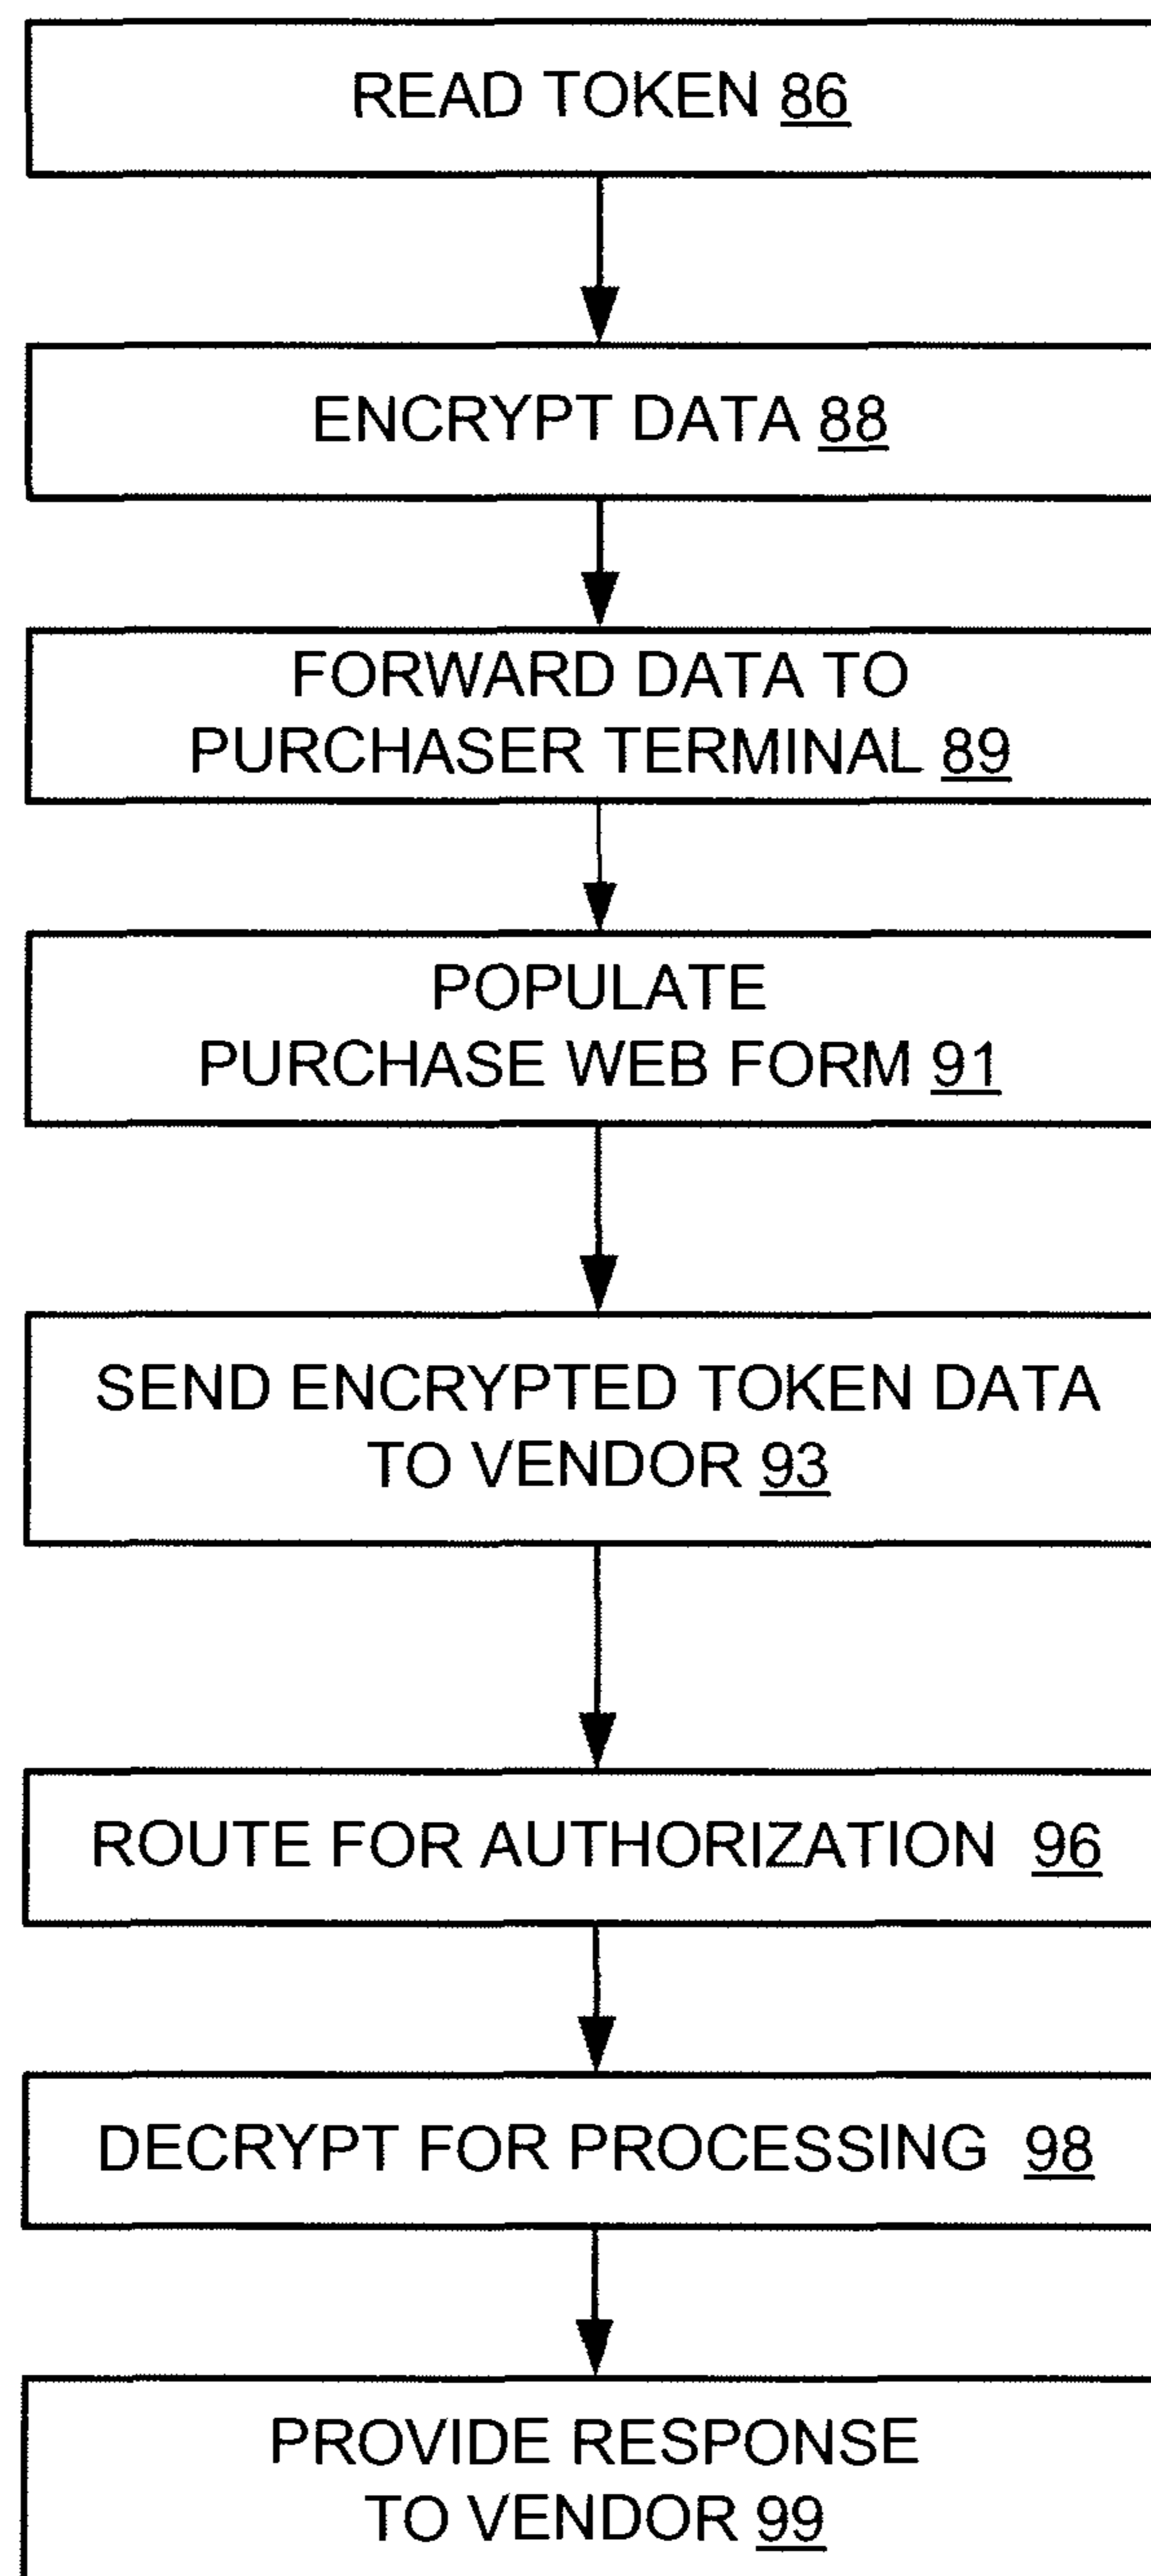 READ TOKEN 86
ENCRYPT DATA 88
FORWARD DATA TO
PURCHASER TERMINAL 89
POPULATE
PURCHASE WEB FORM 91
SEND ENCRYPTED TOKEN DATA
TO VENDOR 93
ROUTE FOR AUTHORIZATION 96
DECRYPT FOR PROCESSING 98
PROVIDE RESPONSE
TO VENDOR 99